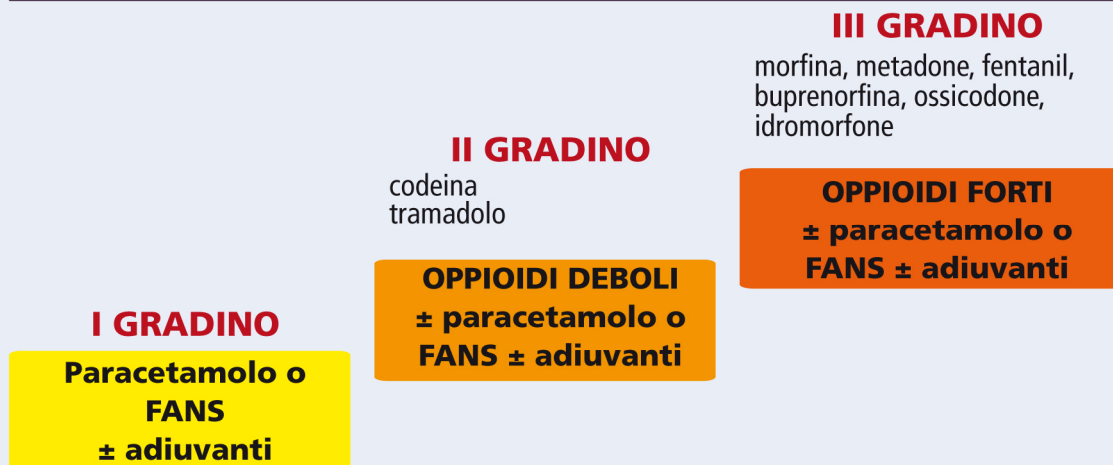 III GRADINO
morfina, metadone, fentanil,
buprenorfina, ossicodone,
idromorfone
OPPIOIDI FORTI
± paracetamolo o
FANS ± adiuvanti
II GRADINO
codeina
tramadolo
OPPIOIDI DEBOLI
± paracetamolo o
FANS ± adiuvanti
I GRADINO
Paracetamolo o
FANS
± adiuvanti